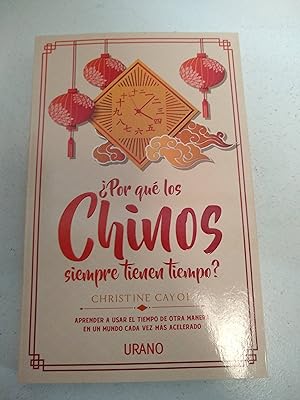 ¿Por qué los
Chinos
siempre tienen tiempo?
CHRISTINE
APRENDER A USAR EL TIEMPO DE OTRA
EN UN MUNDO CADA VEZ MÁS ACELERADO
URANO